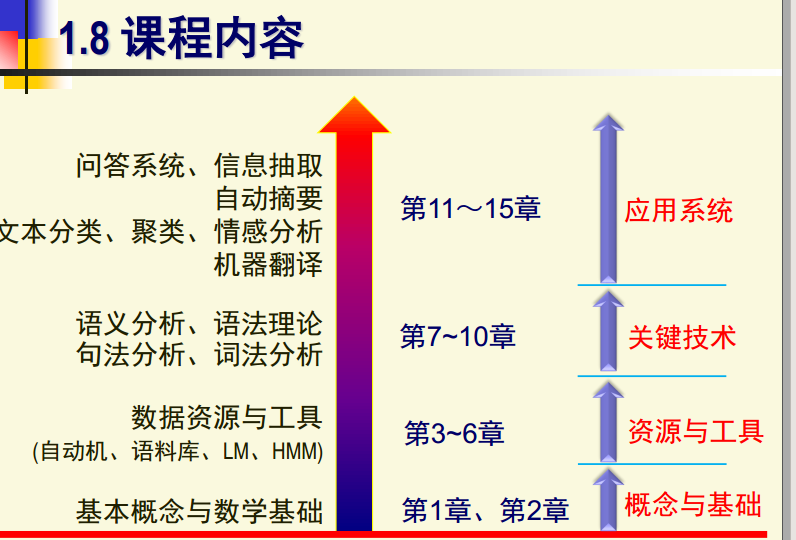 1.8 课程内容
问答系统、信息抽取
自动摘要
文本分类、聚类、情感分析
机器翻译
第11～15章
应用系统
语义分析、语法理论
句法分析、词法分析
第7~10章
关键技术
数据资源与工具
(自动机、语料库、LM、HMM)
第3~6章
资源与工具
基本概念与数学基础
第1章、第2章
概念与基础